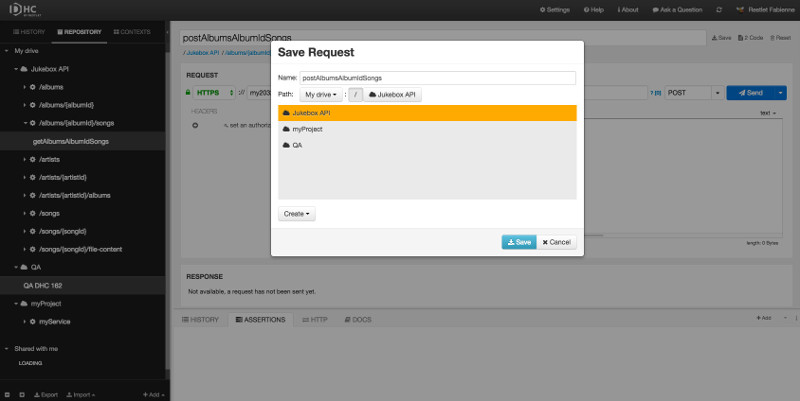 DHC
BY RESTLET
Settings
Help
About
Ask a Question
Restlet Fabienne
HISTORY
REPOSITORY
CONTEXTS
My drive
Jukebox API
/albums
/albums/{albumId}
/albums/{albumId}/songs
getAlbumsAlbumIdSongs
/artists
/artists/{artistId}
/artists/{artistId}/albums
/songs
/songs/{songId}
/songs/{songId}/file-content
QA
QA DHC 162
myProject
myService
Shared with me
LOADING
Export
Import
Add
postAlbumsAlbumIdSongs
Save
Code
Reset
/ Jukebox API / /albums/{albumId}
REQUEST
HTTPS
://
my203
? [5]
POST
Send
HEADERS
set an authoriz
TEXT
length: 0 Bytes
Save Request
Name:
postAlbumsAlbumIdSongs
Path:
My drive
:
/
Jukebox API
Jukebox API
myProject
QA
Create
Save
Cancel
RESPONSE
Not available, a request has not been sent yet.
HISTORY
ASSERTIONS
HTTP
DOCS
Add